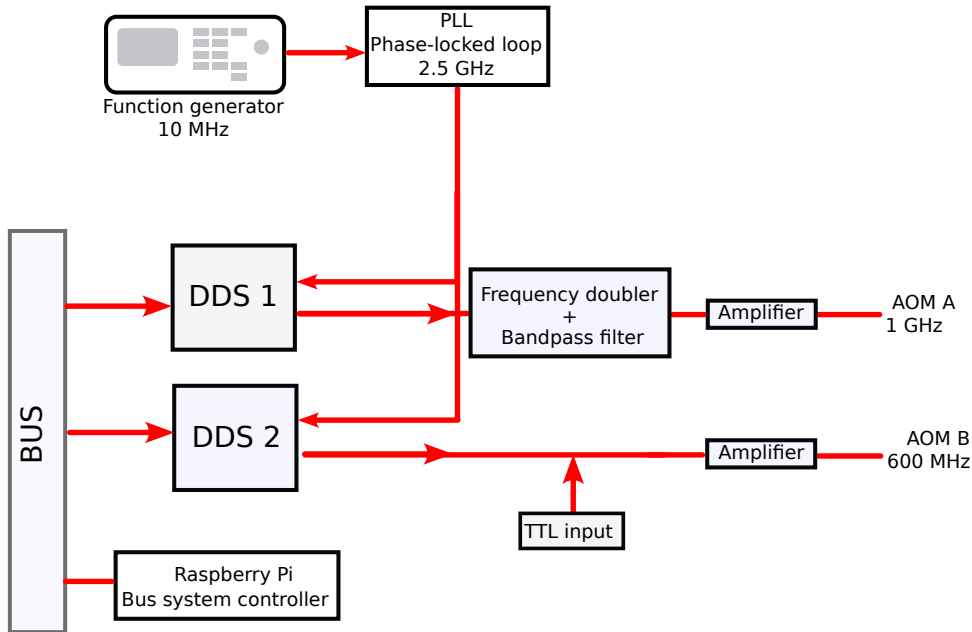 PLL
Phase-locked loop
2.5 GHz
Function generator
10 MHz
BUS
DDS 1
Frequency doubler
+
Bandpass filter
Amplifier
AOM A
1 GHz
DDS 2
Amplifier
AOM B
600 MHz
TTL input
Raspberry Pi
Bus system controller